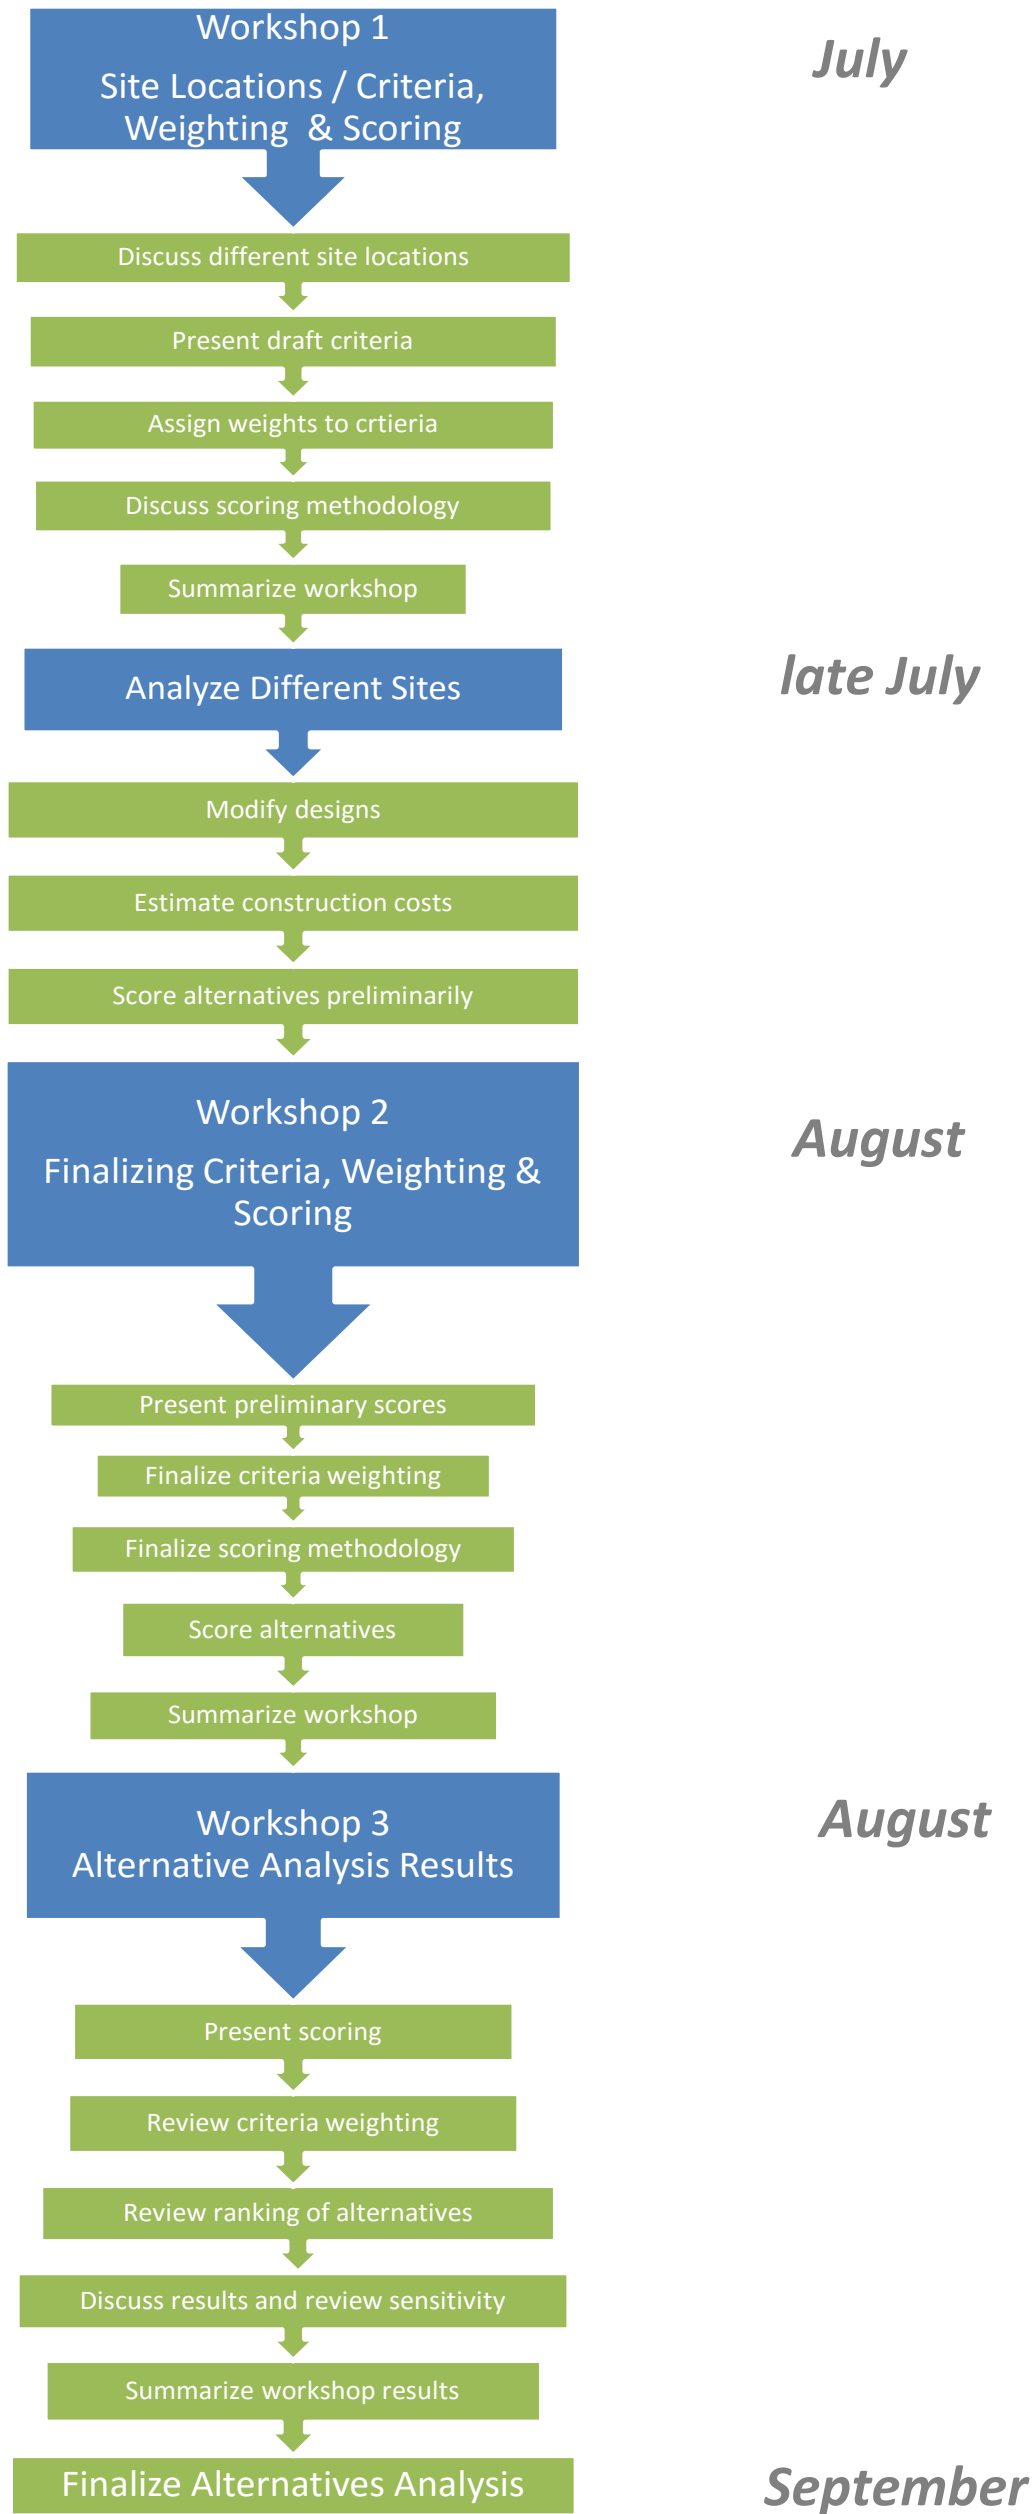 Workshop 1
July
Site Locations / Criteria,
Weighting & Scoring
Discuss different site locations
Present draft criteria
Assign weights to crtieria
Discuss scoring methodology
Summarize workshop
Analyze Different Sites
late July
Modify designs
Estimate construction costs
Score alternatives preliminarily
Workshop 2
August
Finalizing Criteria, Weighting &
Scoring
Present preliminary scores
Finalize criteria weighting
Finalize scoring methodology
Score alternatives
Summarize workshop
Workshop 3
August
Alternative Analysis Results
Present scoring
Review criteria weighting
Review ranking of alternatives
Discuss results and review sensitivity
Summarize workshop results
Finalize Alternatives Analysis
September